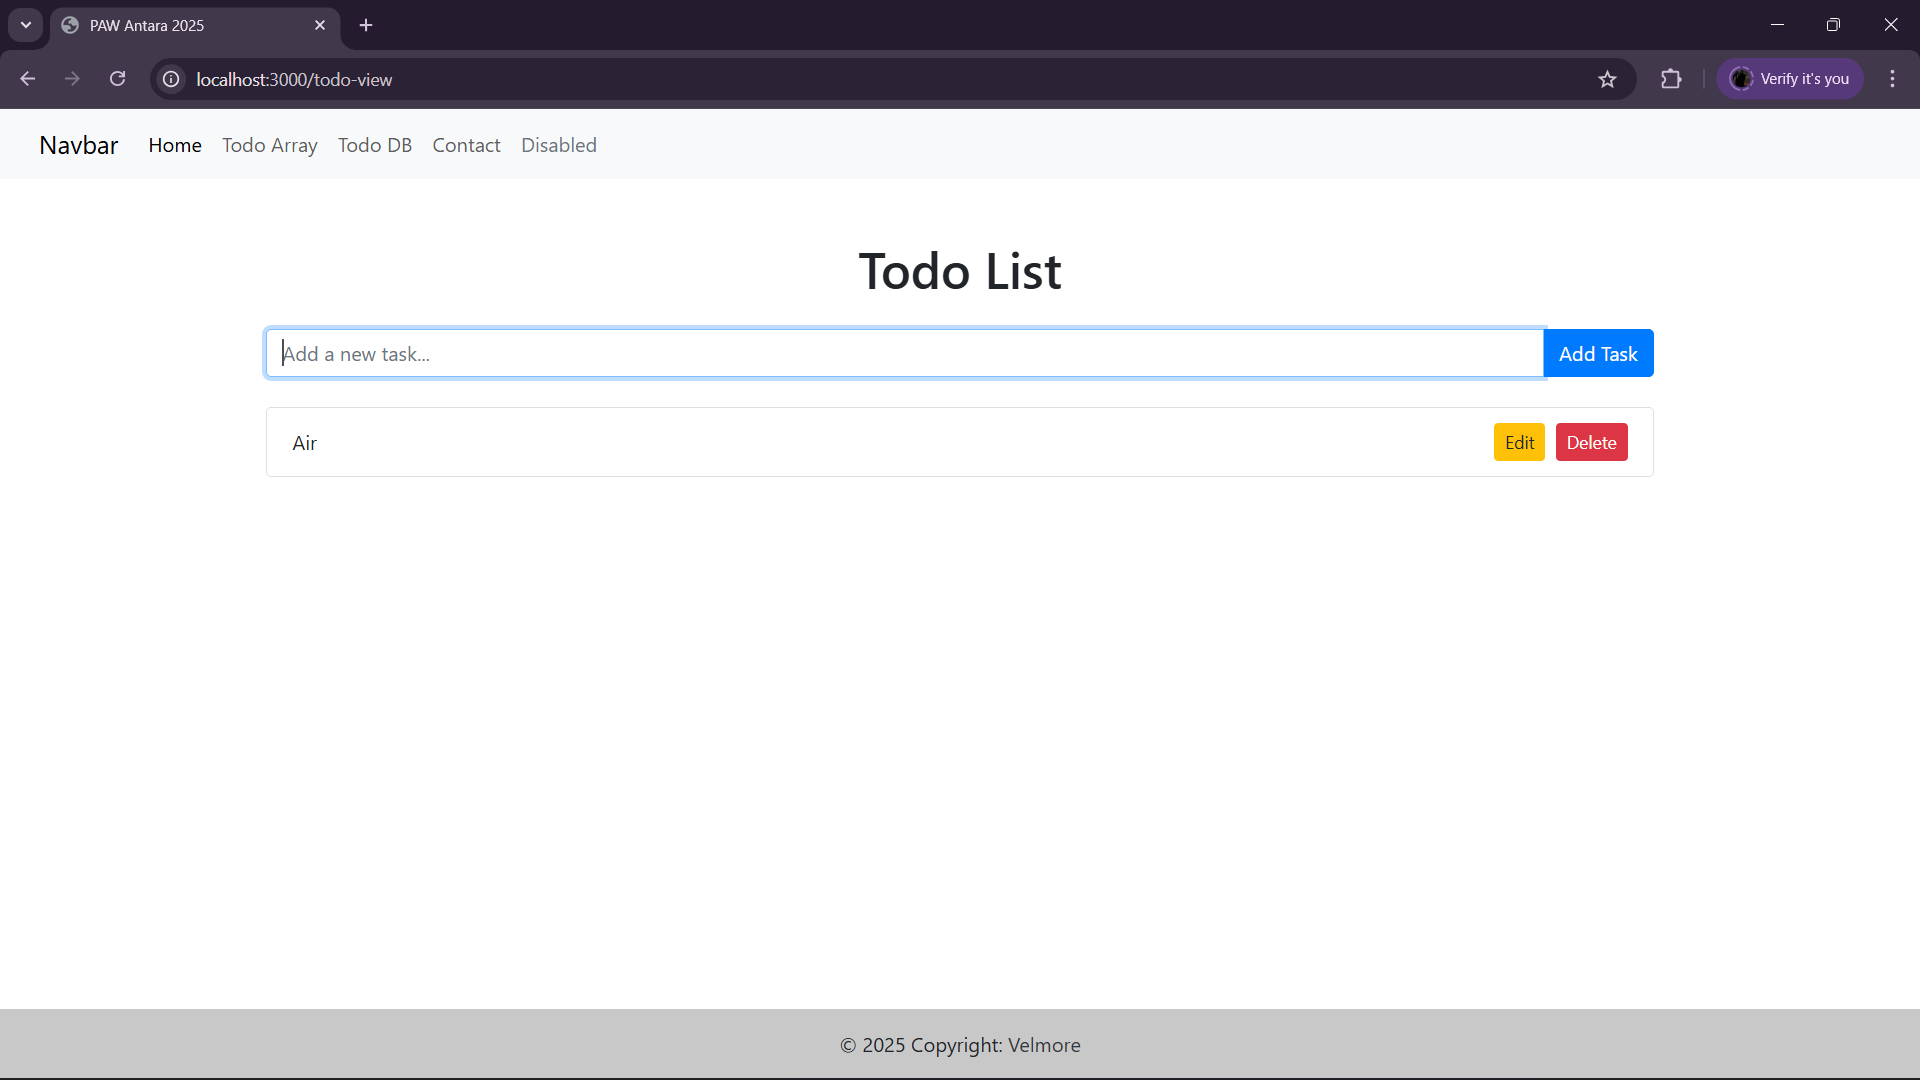 PAW Antara 2025
localhost:3000/todo-view
Verify it's you
Navbar Home Todo Array Todo DB Contact Disabled
Todo List
Add a new task...
Add Task
Air
Edit
Delete
© 2025 Copyright: Velmore